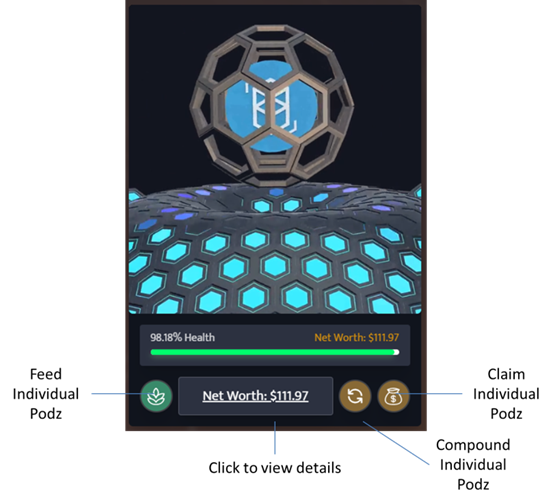 98.18% Health
Net Worth: $111.97
Feed
Individual
Podz
Net Worth: $111.97
Claim
Individual
Podz
Click to view details
Compound
Individual
Podz